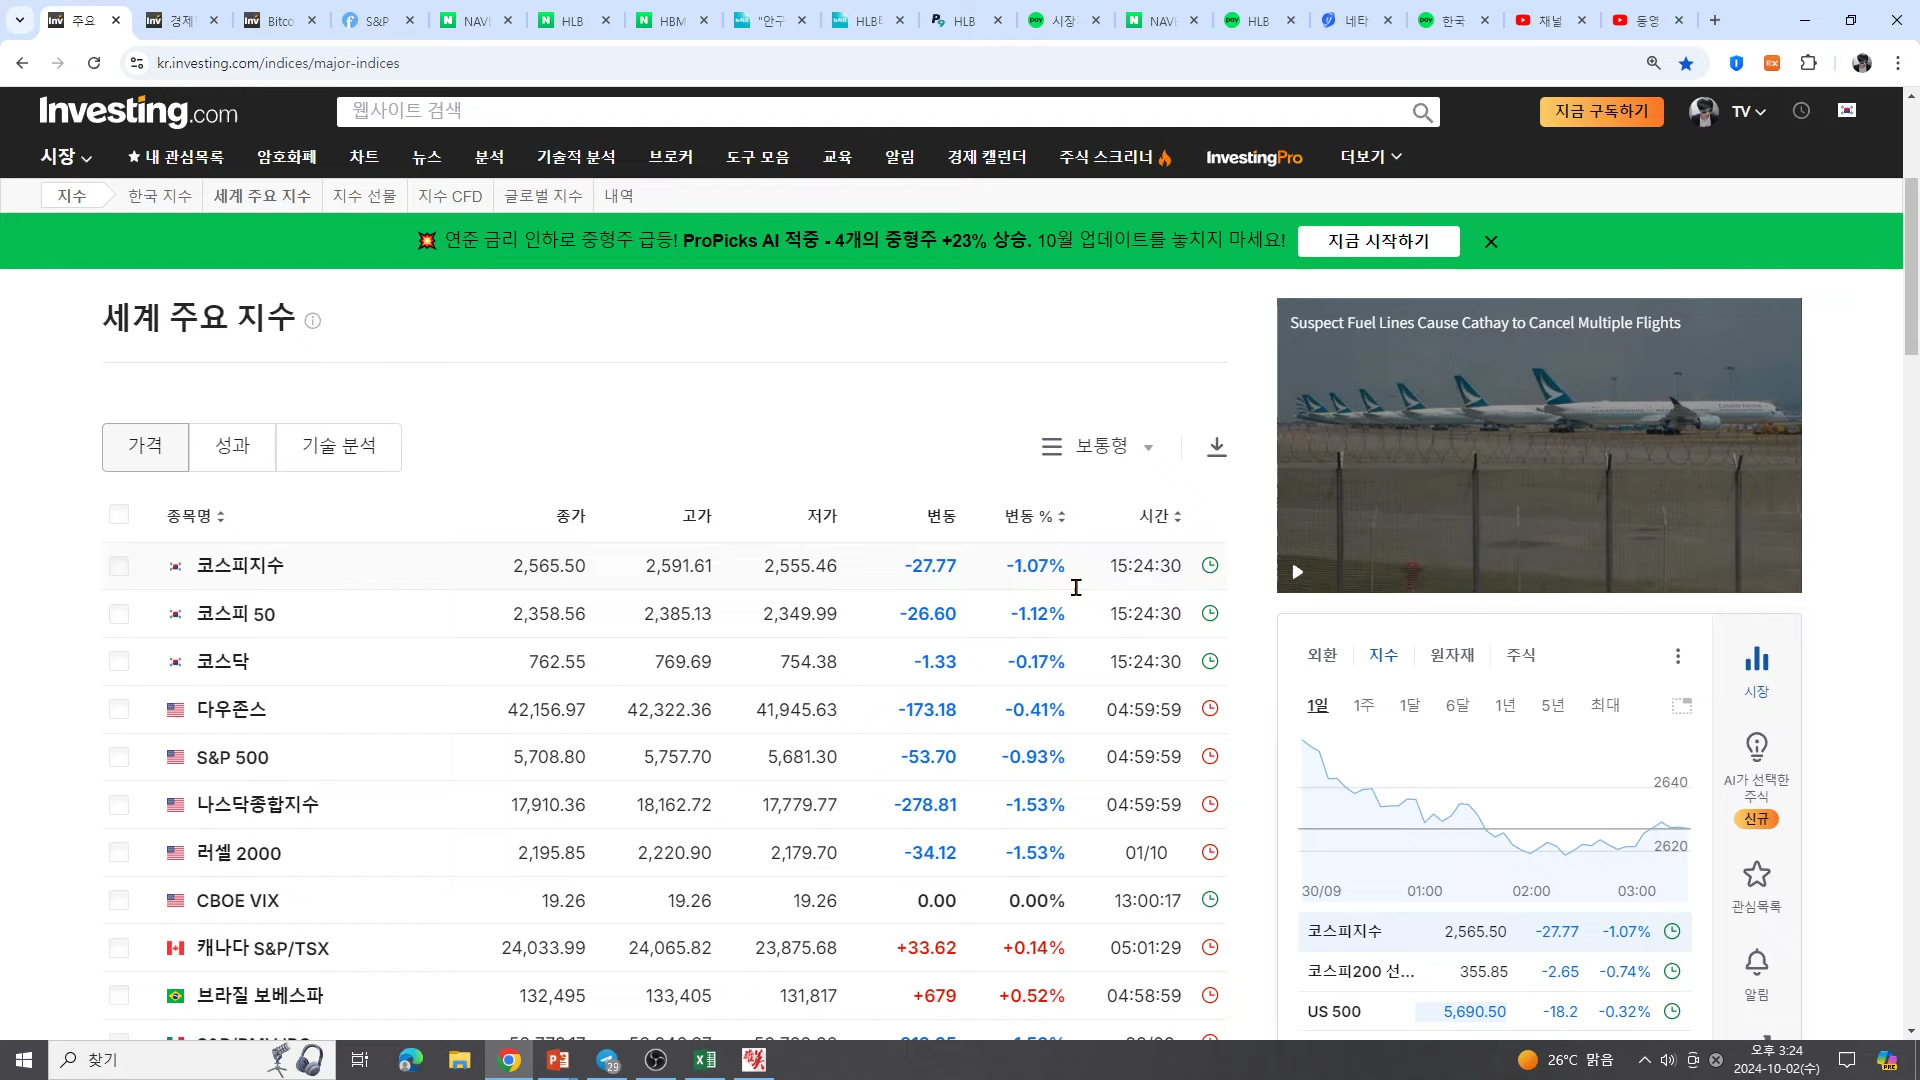 주요
경제
Bitco
S&P
NAVE
HLB
HBM
"안구
HLB
HLB
시장
NAVE
HLB
네타
한국
채널
동영
kr.investing.com/indices/major-indices
Investing.com
웹사이트 검색
지금 구독하기
TV
시장
내 관심목록
암호화폐
차트
뉴스
분석
기술적 분석
브로커
도구 모음
교육
알림
경제 캘린더
주식 스크리너
InvestingPro
더보기
지수
한국 지수
세계 주요 지수
지수 선물
지수 CFD
글로벌 지수
내역
연준 금리 인하로 중형주 급등! ProPicks AI 적중 - 4개의 중형주 +23% 상승. 10월 업데이트를 놓치지 마세요!
지금 시작하기
세계 주요 지수
가격
성과
기술 분석
보통형
종목명 종가 고가 저가 변동 변동 % 시간
코스피지수 2,565.50 2,591.61 2,555.46 -27.77 -1.07% 15:24:30
코스피 50 2,358.56 2,385.13 2,349.99 -26.60 -1.12% 15:24:30
코스닥 762.55 769.69 754.38 -1.33 -0.17% 15:24:30
다우존스 42,156.97 42,322.36 41,945.63 -173.18 -0.41% 04:59:59
S&P 500 5,708.80 5,757.70 5,681.30 -53.70 -0.93% 04:59:59
나스닥종합지수 17,910.36 18,162.72 17,779.77 -278.81 -1.53% 04:59:59
러셀 2000 2,195.85 2,220.90 2,179.70 -34.12 -1.53% 01/10
CBOE VIX 19.26 19.26 19.26 0.00 0.00% 13:00:17
캐나다 S&P/TSX 24,033.99 24,065.82 23,875.68 +33.62 +0.14% 05:01:29
브라질 보베스파 132,495 133,405 131,817 +679 +0.52% 04:58:59
Suspect Fuel Lines Cause Cathay to Cancel Multiple Flights
외환
지수
원자재
주식
1일
1주
1달
6달
1년
5년
최대
2640
2620
30/09
01:00
02:00
03:00
코스피지수 2,565.50 -27.77 -1.07%
코스피200 선... 355.85 -2.65 -0.74%
US 500 5,690.50 -18.2 -0.32%
시장
AI가 선택한
주식
신규
관심목록
알림
찾기
29
26°C 맑음
오후 3:24
2024-10-02(수)